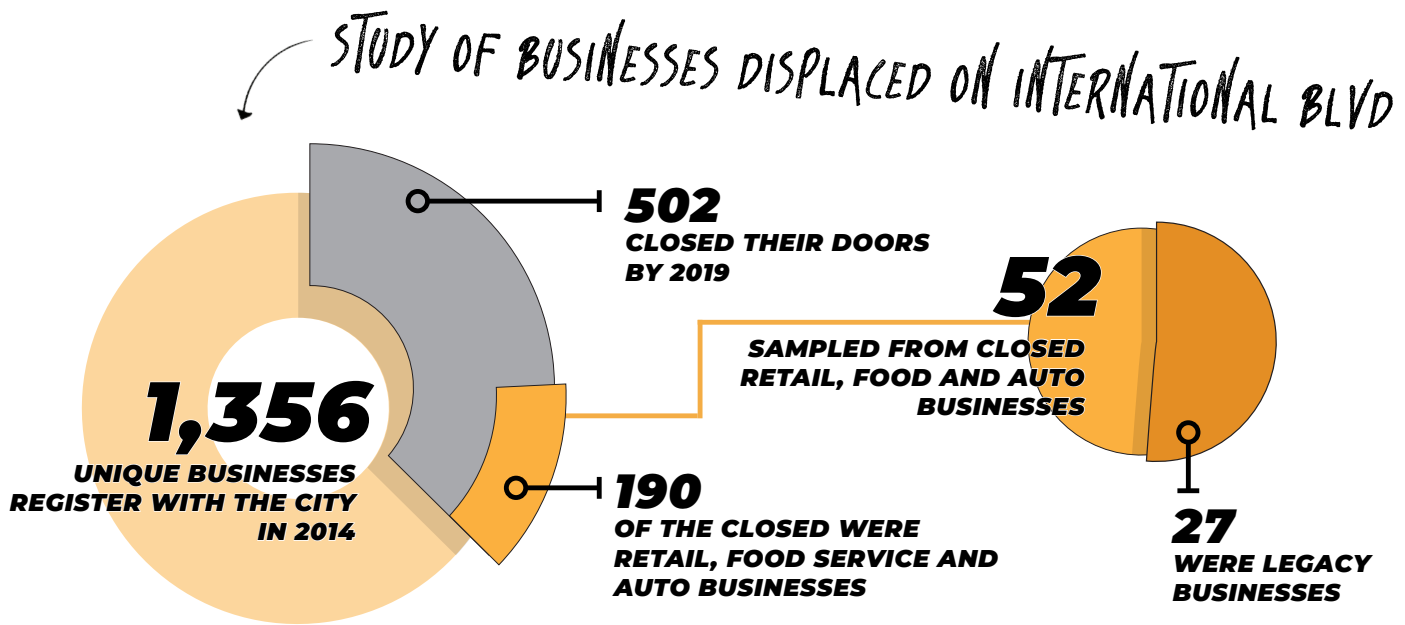 STUDY OF BUSINESSES DISPLACED ON INTERNATIONAL BLVD
502
CLOSED THEIR DOORS
BY 2019
52
SAMPLED FROM CLOSED
RETAIL, FOOD AND AUTO
BUSINESSES
1,356
UNIQUE BUSINESSES
REGISTER WITH THE CITY
IN 2014
190
OF THE CLOSED WERE
RETAIL, FOOD SERVICE AND
AUTO BUSINESSES
27
WERE LEGACY
BUSINESSES